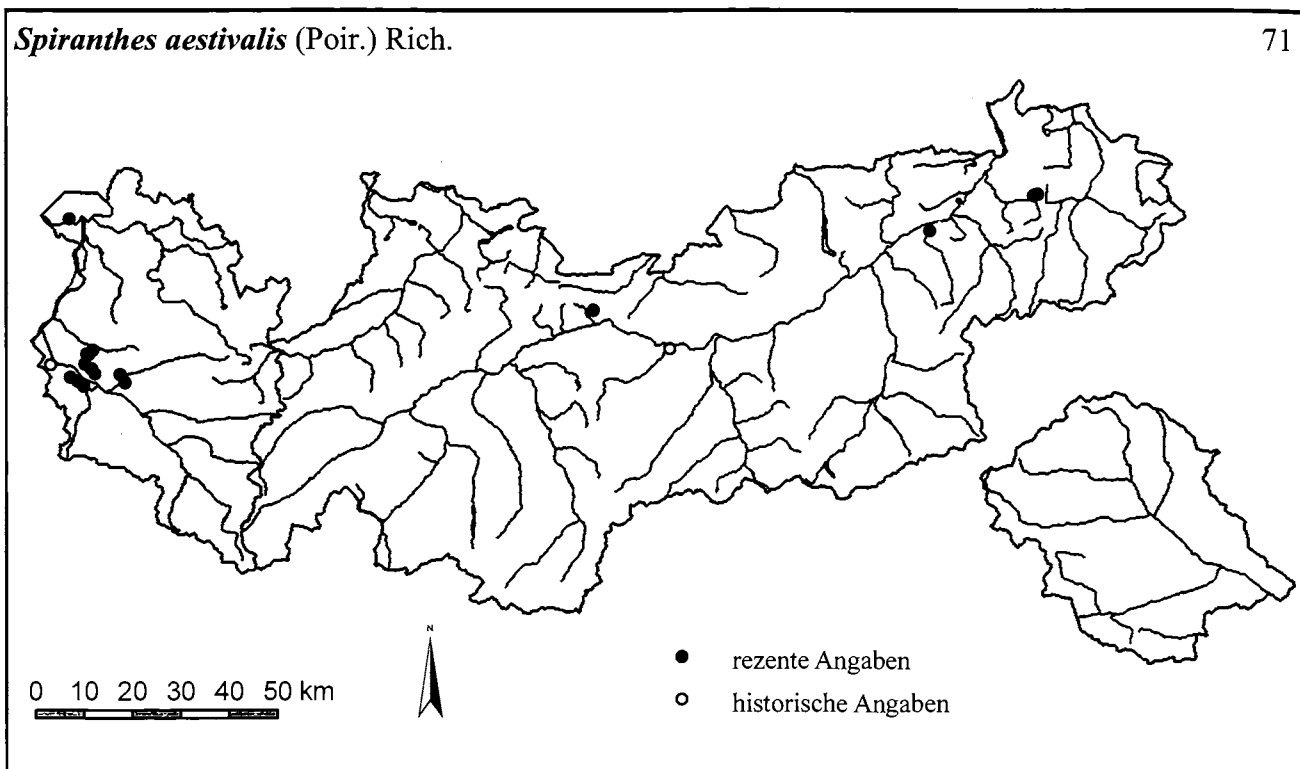 Spiranthes aestivalis (Poir.) Rich. 71
N
rezente Angaben
0 10 20 30 40 50 km
historische Angaben